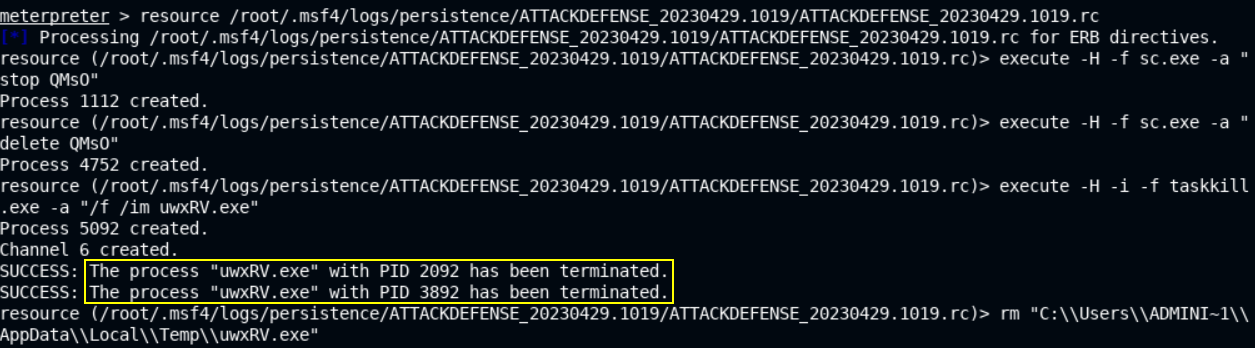 meterpreter > resource /root/.msf4/logs/persistence/ATTACKDEFENSE_20230429.1019/ATTACKDEFENSE_20230429.1019.rc
[*] Processing /root/.msf4/logs/persistence/ATTACKDEFENSE_20230429.1019/ATTACKDEFENSE_20230429.1019.rc for ERB directives.
resource (/root/.msf4/logs/persistence/ATTACKDEFENSE_20230429.1019/ATTACKDEFENSE_20230429.1019.rc)> execute -H -f sc.exe -a "
stop QMsO"
Process 1112 created.
resource (/root/.msf4/logs/persistence/ATTACKDEFENSE_20230429.1019/ATTACKDEFENSE_20230429.1019.rc)> execute -H -f sc.exe -a "
delete QMsO"
Process 4752 created.
resource (/root/.msf4/logs/persistence/ATTACKDEFENSE_20230429.1019/ATTACKDEFENSE_20230429.1019.rc)> execute -H -i -f taskkill
.exe -a "/f /im uwxRV.exe"
Process 5092 created.
Channel 6 created.
SUCCESS: The process "uwxRV.exe" with PID 2092 has been terminated.
SUCCESS: The process "uwxRV.exe" with PID 3892 has been terminated.
resource (/root/.msf4/logs/persistence/ATTACKDEFENSE_20230429.1019/ATTACKDEFENSE_20230429.1019.rc)> rm "C:\\Users\\ADMINI~1\\
AppData\\Local\\Temp\\uwxRV.exe"